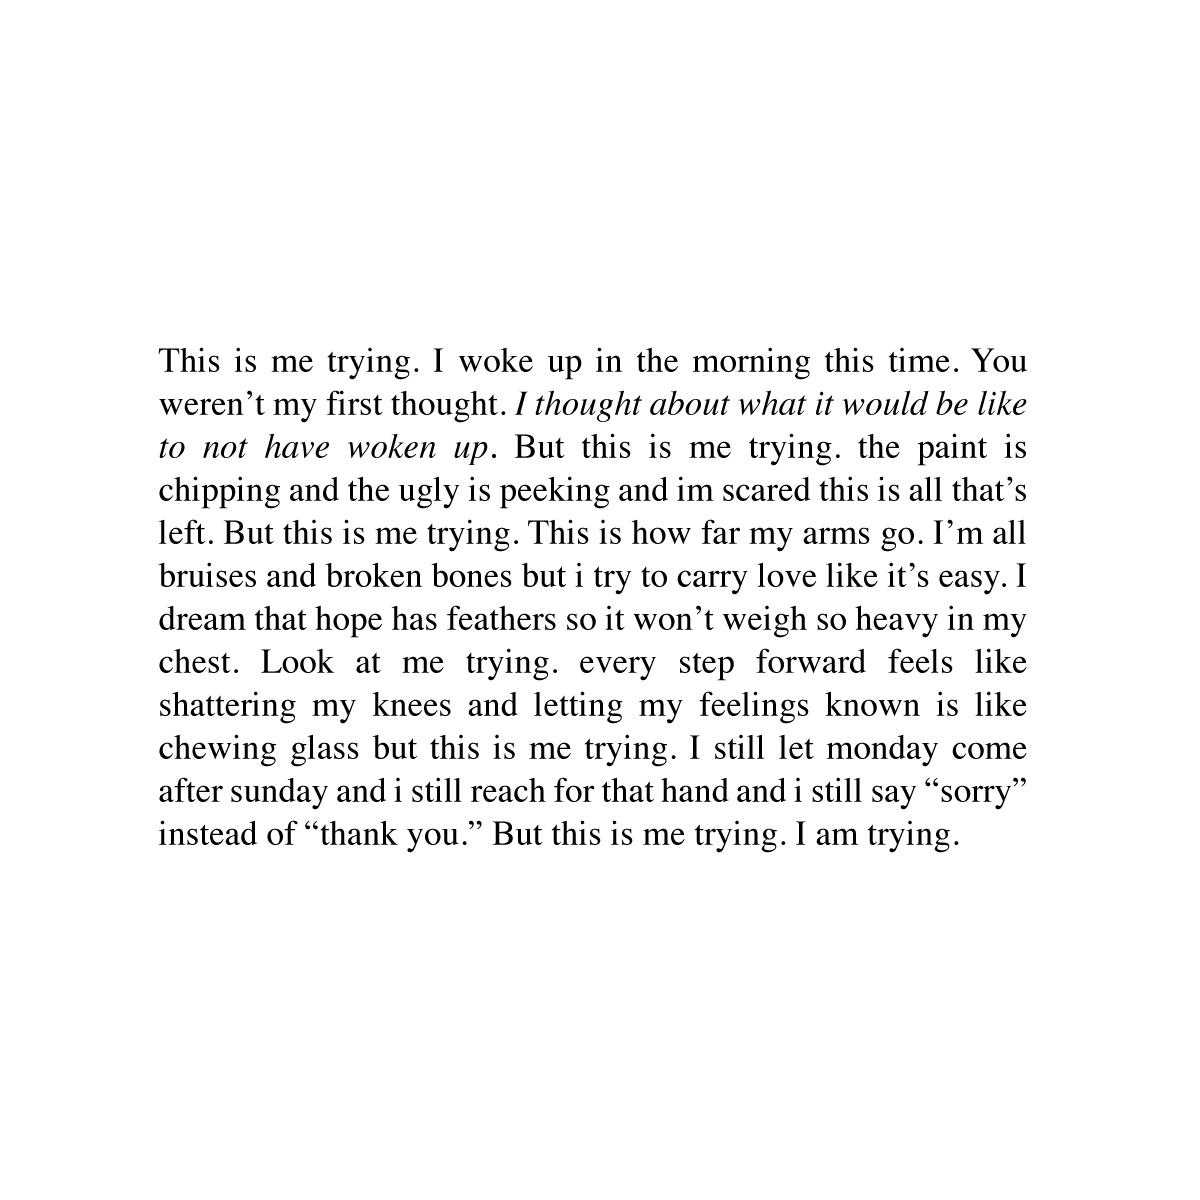 This is me trying. I woke up in the morning this time. You
weren’t my first thought. I thought about what it would be like
to not have woken up. But this is me trying. the paint is
chipping and the ugly is peeking and im scared this is all that’s
left. But this is me trying. This is how far my arms go. I’m all
bruises and broken bones but i try to carry love like it’s easy. I
dream that hope has feathers so it won’t weigh so heavy in my
chest. Look at me trying. every step forward feels like
shattering my knees and letting my feelings known is like
chewing glass but this is me trying. I still let monday come
after sunday and i still reach for that hand and i still say “sorry”
instead of “thank you.” But this is me trying. I am trying.